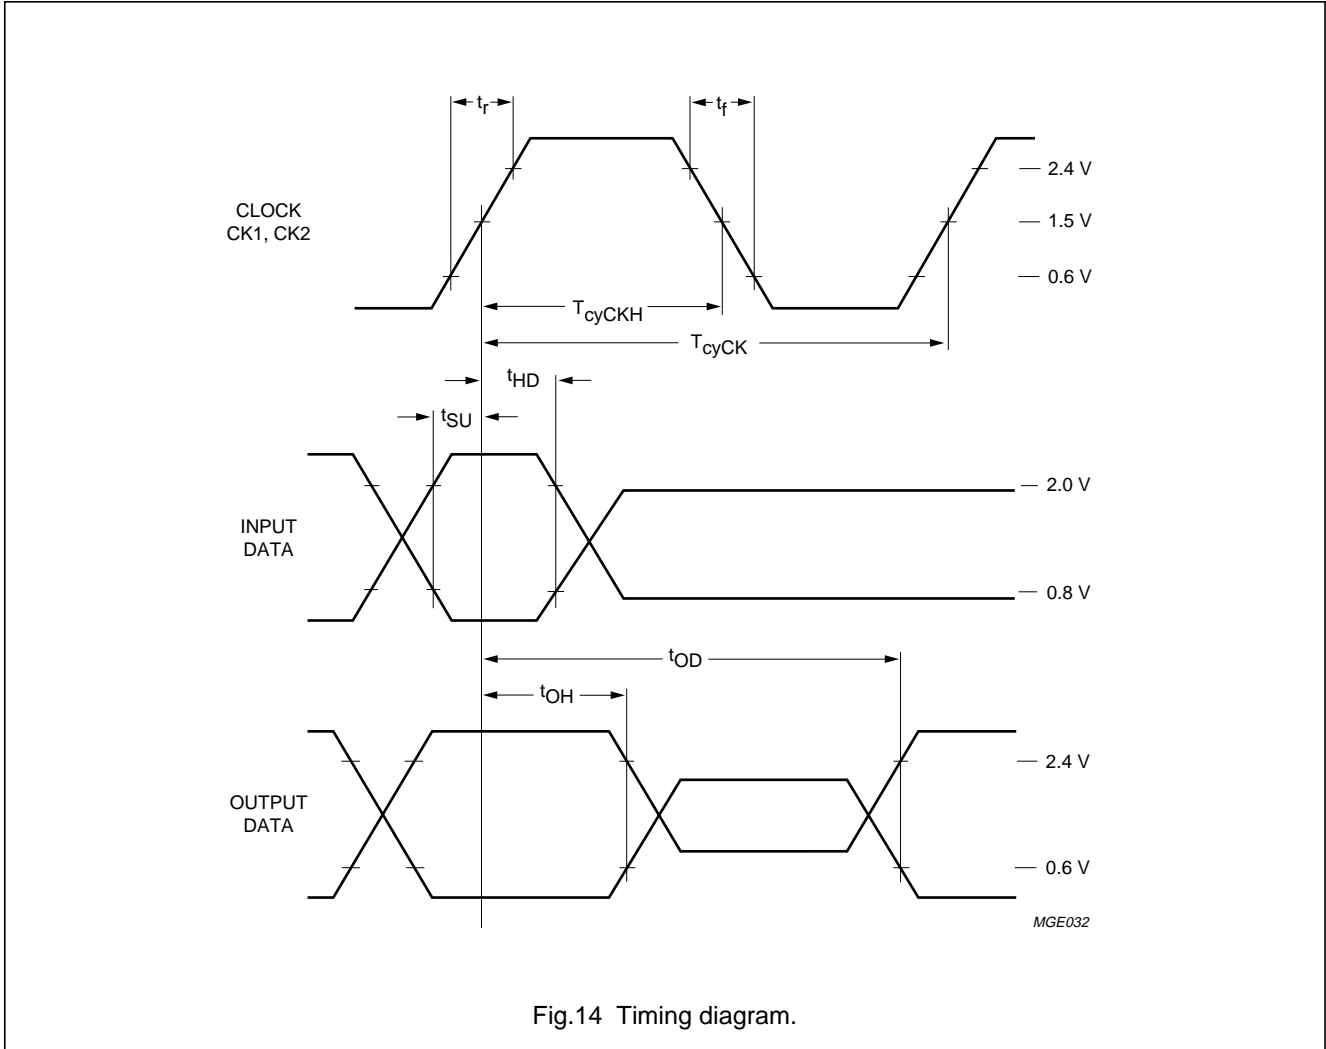 tr
tf
2.4 V
CLOCK
CK1, CK2
1.5 V
0.6 V
TcyCKH
TcyCK
tHD
tSU
2.0 V
INPUT
DATA
0.8 V
tOD
tOH
2.4 V
OUTPUT
DATA
0.6 V
MGE032
Fig.14 Timing diagram.